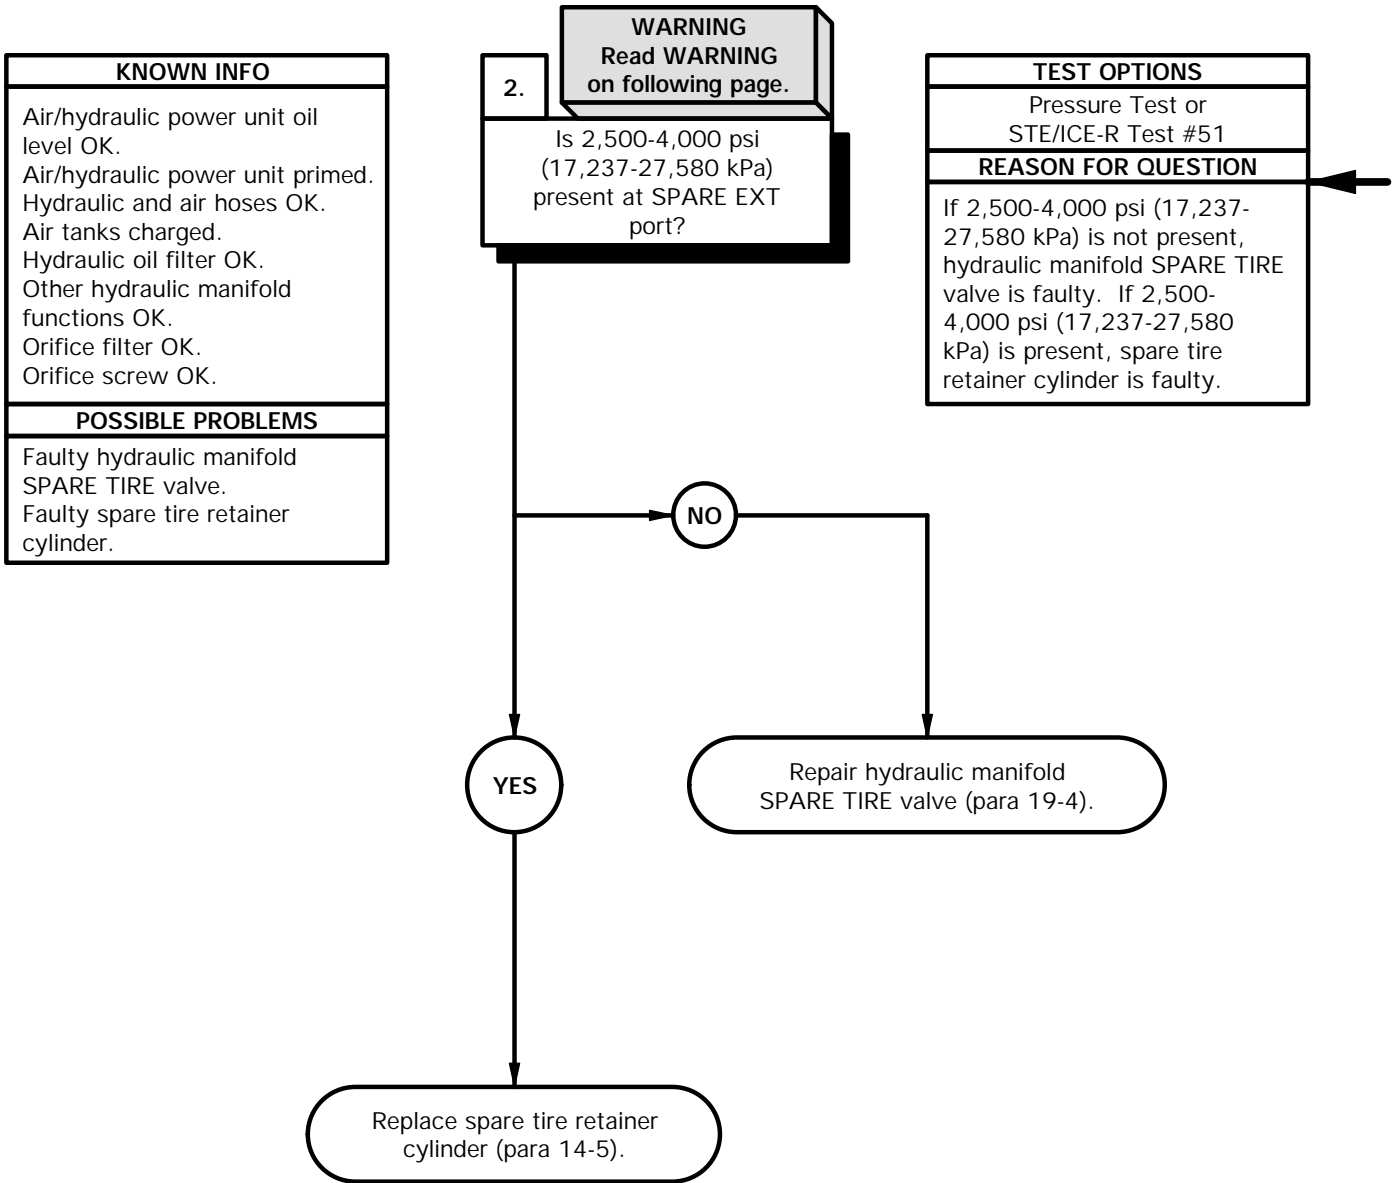 KNOWN INFO
Air/hydraulic power unit oil
level OK.
Air/hydraulic power unit primed.
Hydraulic and air hoses OK.
Air tanks charged.
Hydraulic oil filter OK.
Other hydraulic manifold
functions OK.
Orifice filter OK.
Orifice screw OK.
POSSIBLE PROBLEMS
Faulty hydraulic manifold
SPARE TIRE valve.
Faulty spare tire retainer
cylinder.
WARNING
Read WARNING
on following page.
2.
Is 2,500-4,000 psi
(17,237-27,580 kPa)
present at SPARE EXT
port?
TEST OPTIONS
Pressure Test or
STE/ICE-R Test #51
REASON FOR QUESTION
If 2,500-4,000 psi (17,237-
27,580 kPa) is not present,
hydraulic manifold SPARE TIRE
valve is faulty.  If 2,500-
4,000 psi (17,237-27,580
kPa) is present, spare tire
retainer cylinder is faulty.
NO
YES
Repair hydraulic manifold
SPARE TIRE valve (para 19-4).
Replace spare tire retainer
cylinder (para 14-5).